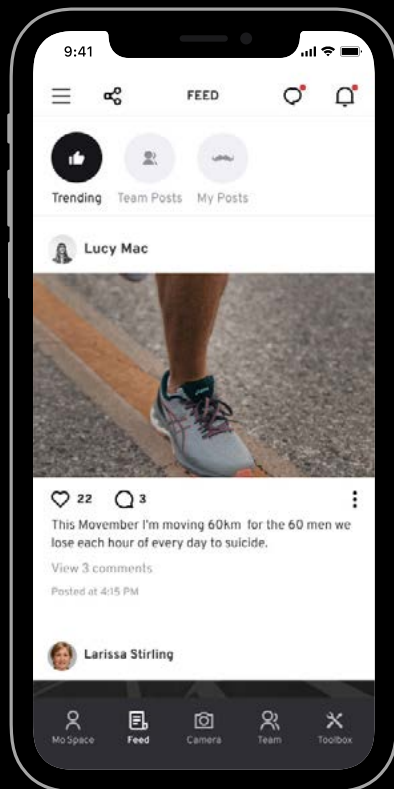 9:41
FEED
Trending Team Posts My Posts
Lucy Mac
asics
22 3
This Movember I'm moving 60km for the 60 men we
lose each hour of every day to suicide.
View 3 comments
Posted at 4:15 PM
Larissa Stirling
Mo Space Feed Camera Team Toolbox